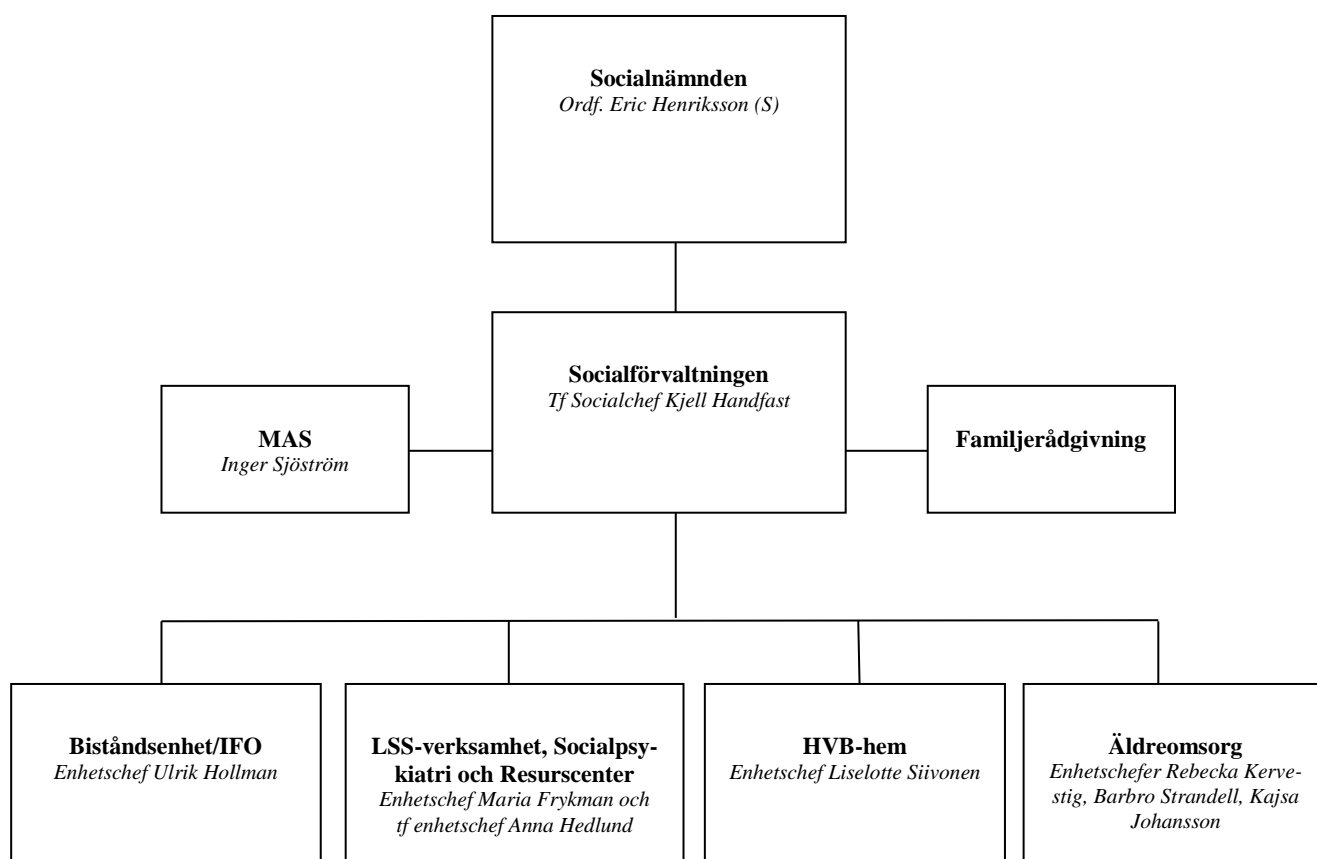 Socialnämnden
Ordf. Eric Henriksson (S)
Socialförvaltningen
Tf Socialchef Kjell Handfast
MAS
Inger Sjöström
Familjerådgivning
Biståndsenhet/IFO
Enhetschef Ulrik Hollman
LSS-verksamhet, Socialpsy-
kiatri och Resurscenter
Enhetschef Maria Frykman och
tf enhetschef Anna Hedlund
HVB-hem
Enhetschef Liselotte Siivonen
Äldreomsorg
Enhetschefer Rebecka Kerve-
stig, Barbro Strandell, Kajsa
Johansson